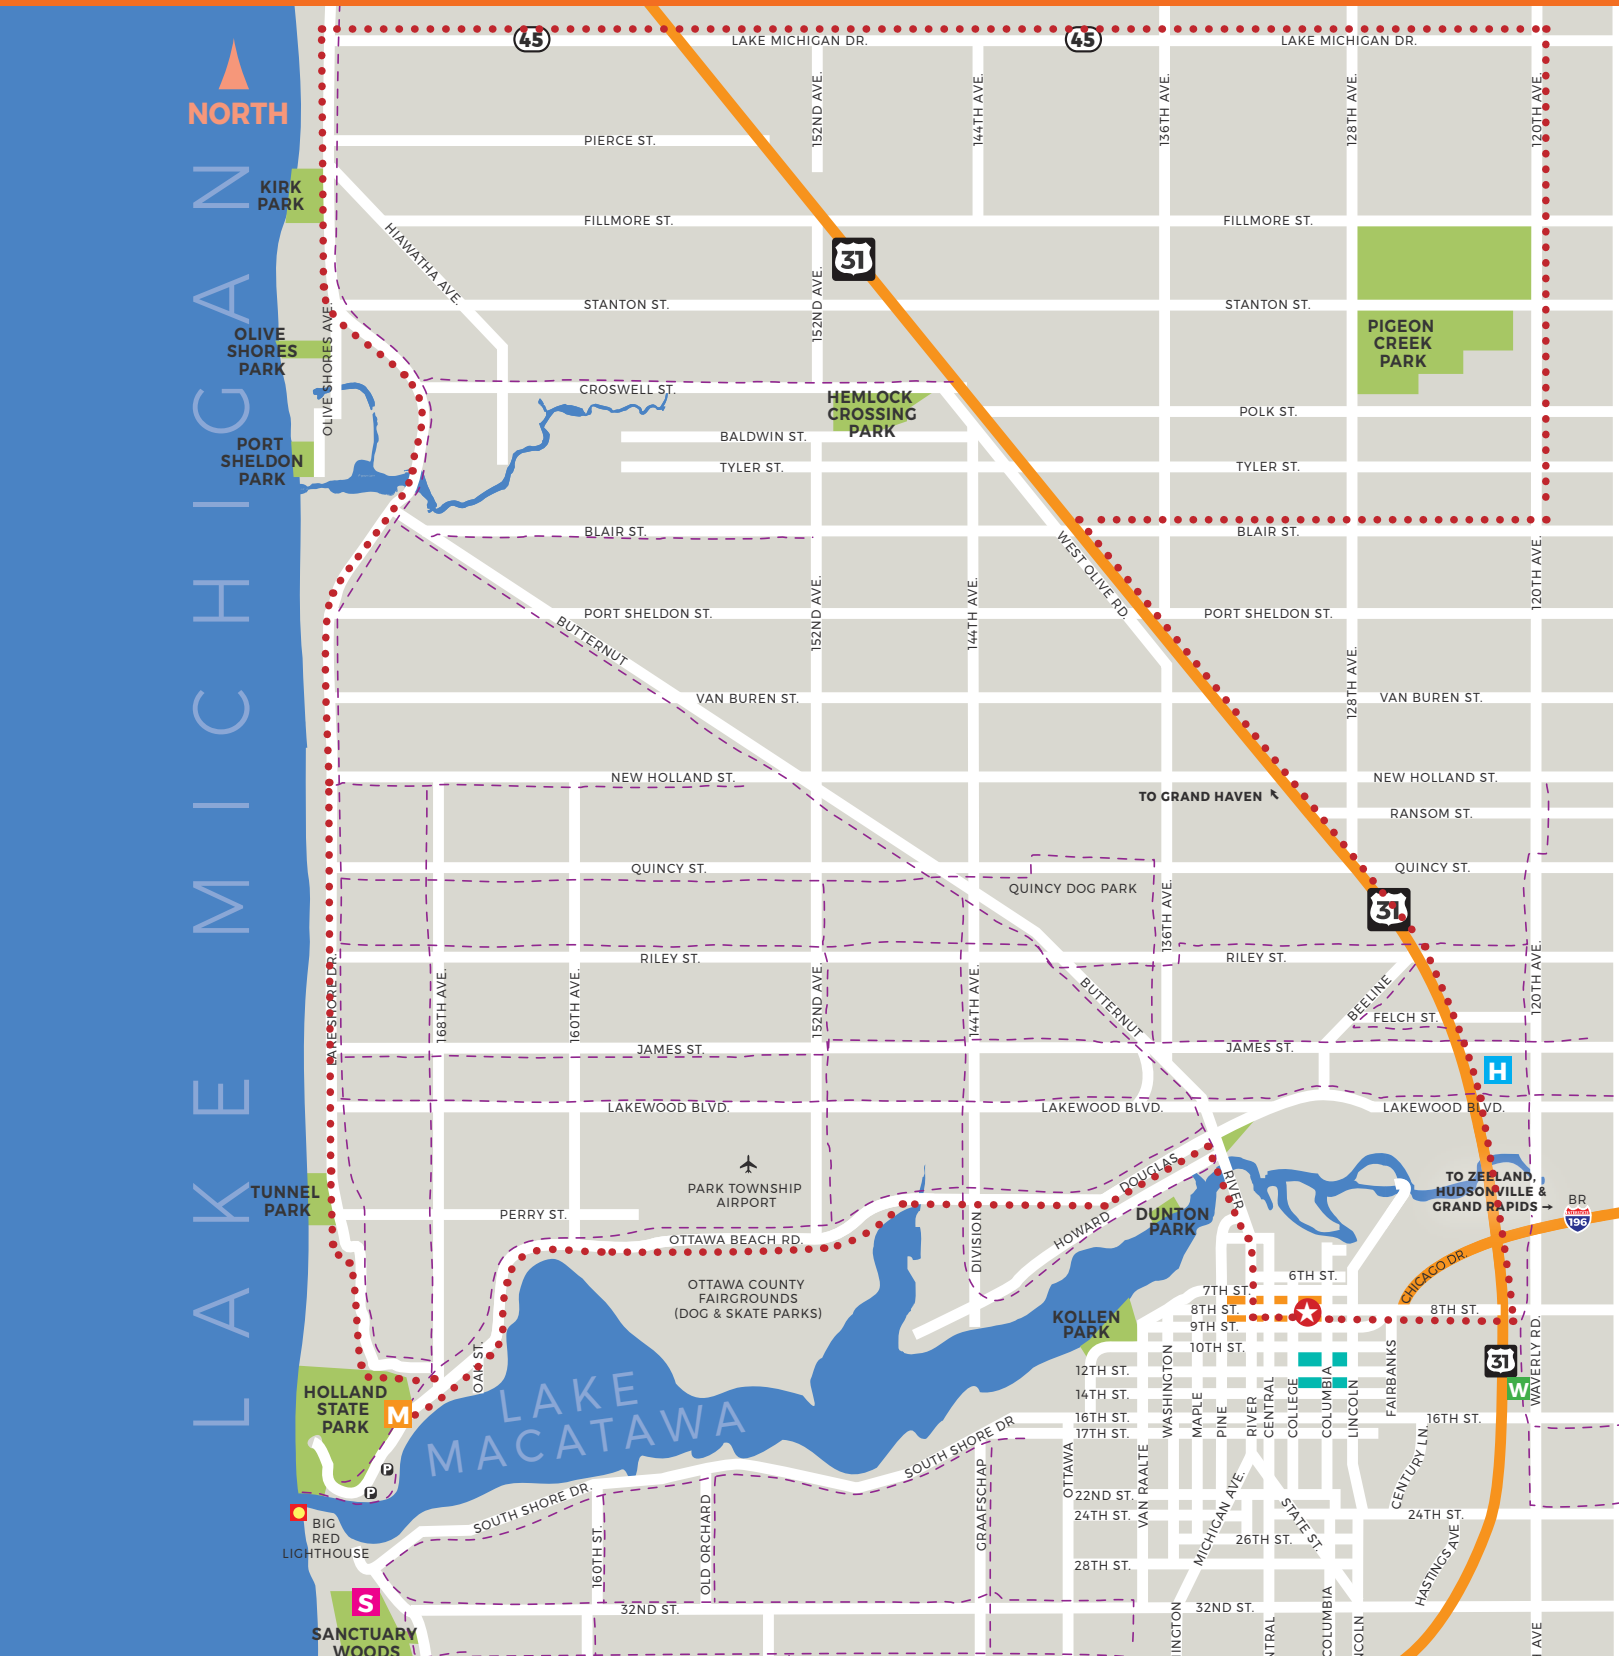 45
LAKE MICHIGAN DR.
45
LAKE MICHIGAN DR.
NORTH
152ND AVE.
144TH AVE.
136TH AVE.
128TH AVE.
120TH AVE.
PIERCE ST.
KIRK
PARK
HIAWATHA AVE.
FILLMORE ST.
FILLMORE ST.
31
152ND AVE.
STANTON ST.
STANTON ST.
OLIVE
SHORES
PARK
OLIVE SHORES AVE.
PIGEON
CREEK
PARK
CROSWELL ST.
HEMLOCK
CROSSING
PARK
POLK ST.
BALDWIN ST.
PORT
SHELDON
PARK
TYLER ST.
TYLER ST.
BLAIR ST.
BLAIR ST.
WEST OLIVE RD.
120TH AVE.
152ND AVE.
144TH AVE.
PORT SHELDON ST.
PORT SHELDON ST.
BUTTERNUT
128TH AVE.
VAN BUREN ST.
VAN BUREN ST.
LAKE MICHIGAN
NEW HOLLAND ST.
NEW HOLLAND ST.
TO GRAND HAVEN
RANSOM ST.
QUINCY ST.
QUINCY ST.
QUINCY DOG PARK
136TH AVE.
31
RILEY ST.
RILEY ST.
LAKE SHORE DR.
168TH AVE.
160TH AVE.
152ND AVE.
144TH AVE.
BUTTERNUT
BEELINE
120TH AVE.
FELCH ST.
JAMES ST.
JAMES ST.
H
LAKEWOOD BLVD.
LAKEWOOD BLVD.
LAKEWOOD BLVD.
PARK TOWNSHIP
AIRPORT
DOUGLAS
RIVER
TO ZEELAND,
HUDSONVILLE &
GRAND RAPIDS
BR
196
TUNNEL
PARK
PERRY ST.
DUNTON
PARK
HOWARD
DIVISION
OTTAWA BEACH RD.
OTTAWA COUNTY
FAIRGROUNDS
(DOG & SKATE PARKS)
CHICAGO DR.
6TH ST.
7TH ST.
8TH ST.
8TH ST.
9TH ST.
KOLLEN
PARK
10TH ST.
31
WAVERLY RD.
W
12TH ST.
14TH ST.
16TH ST.
16TH ST.
17TH ST.
WASHINGTON
MAPLE
PINE
RIVER
CENTRAL
COLLEGE
COLUMBIA
LINCOLN
FAIRBANKS
OAK ST.
HOLLAND
STATE
PARK
M
LAKE
MACATAWA
P
P
SOUTH SHORE DR
SOUTH SHORE DR.
GRAAFSCHAP
OTTAWA
VAN RAALTE
CENTURY LN.
22ND ST.
24TH ST.
24TH ST.
MICHIGAN AVE.
STATE ST.
26TH ST.
28TH ST.
HASTINGS AVE
BIG
RED
LIGHTHOUSE
160TH ST.
OLD ORCHARD
S
32ND ST.
32ND ST.
SANCTUARY
WOODS
INGTON
NTRAL
COLUMBIA
NCOLN
AVE